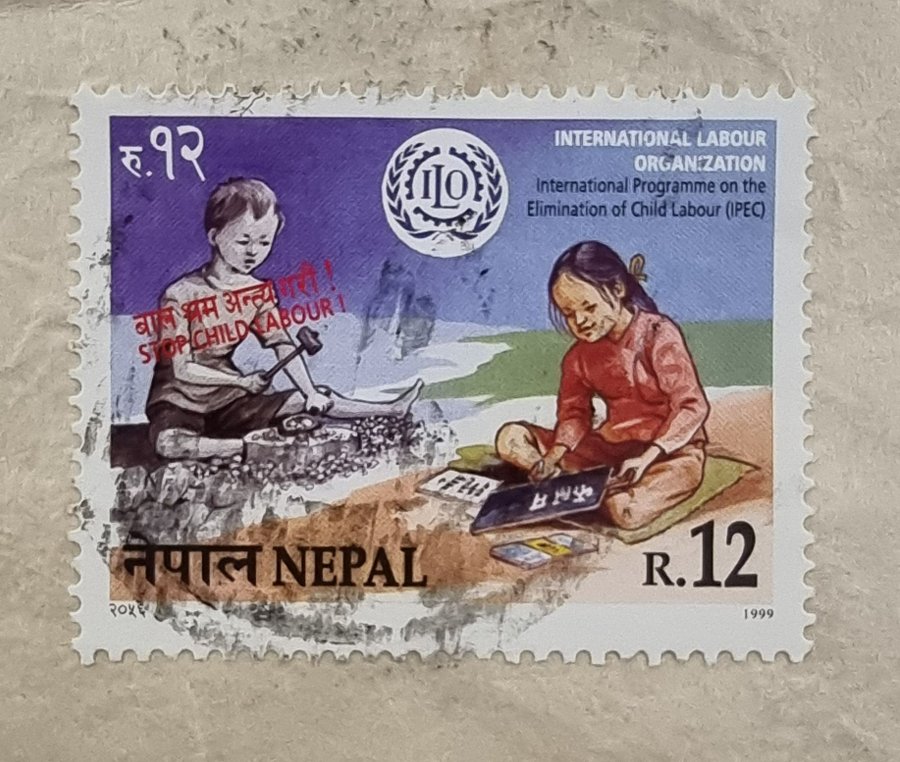 रु. १२
ILO
INTERNATIONAL LABOUR
ORGANIZATION
International Programme on the
Elimination of Child Labour (IPEC)
बाल श्रम अन्त्य गरौं !
STOP CHILD LABOUR !
नेपाल NEPAL
R. 12
२०५६
1999